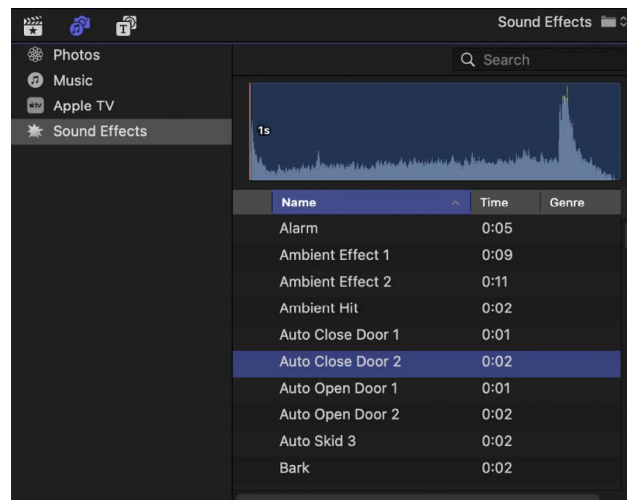 Sound Effects
Photos
Search
Music
Apple TV
Sound Effects
1s
Name Time Genre
Alarm 0:05
Ambient Effect 1 0:09
Ambient Effect 2 0:11
Ambient Hit 0:02
Auto Close Door 1 0:01
Auto Close Door 2 0:02
Auto Open Door 1 0:01
Auto Open Door 2 0:02
Auto Skid 3 0:02
Bark 0:02